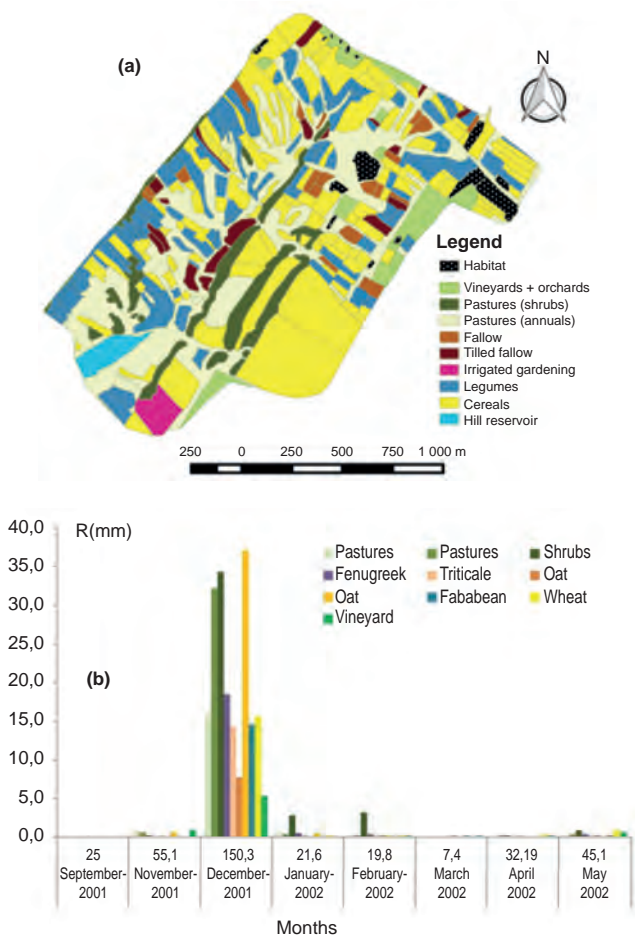 (a)
N
Legend
Habitat
Vineyards + orchards
Pastures (shrubs)
Pastures (annuals)
Fallow
Tilled fallow
Irrigated gardening
Legumes
Cereals
Hill reservoir
250 0 250 500 750 1 000 m
R(mm)
40,0
35,0
30,0
25,0
20,0
15,0
10,0
5,0
0,0
Pastures Pastures Shrubs
Fenugreek Triticale Oat
Oat Fababean Wheat
Vineyard
(b)
25 55,1 150,3 21,6 19,8 7,4 32,19 45,1
September- November- December- January- February- March April May
2001 2001 2001 2002 2002 2002 2002 2002
Months